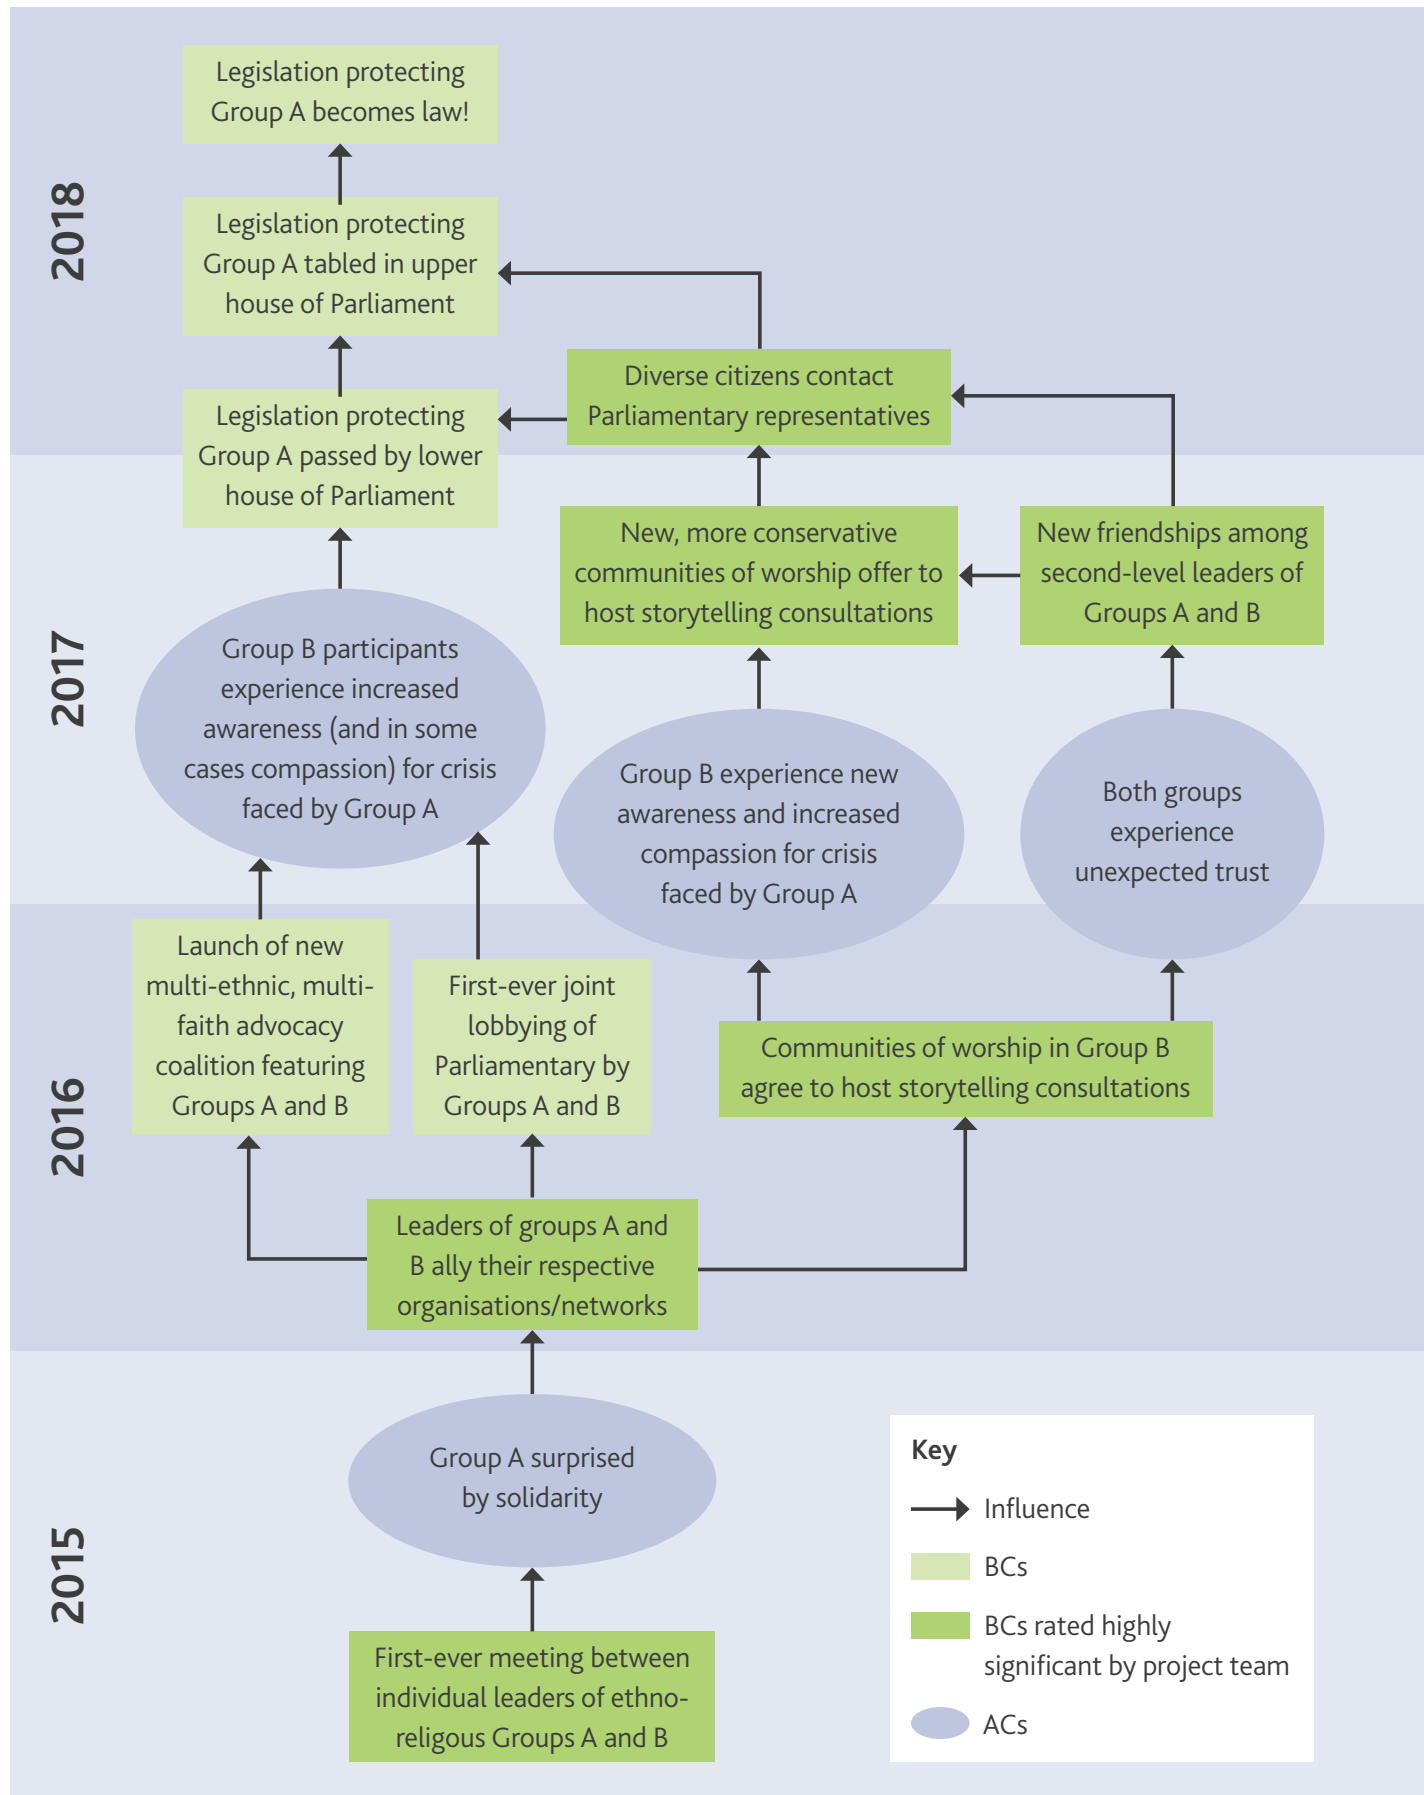 2018
Legislation protecting
Group A becomes law!
Legislation protecting
Group A tabled in upper
house of Parliament
Diverse citizens contact
Parliamentary representatives
Legislation protecting
Group A passed by lower
house of Parliament
2017
New, more conservative
communities of worship offer to
host storytelling consultations
New friendships among
second-level leaders of
Groups A and B
Group B participants
experience increased
awareness (and in some
cases compassion) for crisis
faced by Group A
Group B experience new
awareness and increased
compassion for crisis
faced by Group A
Both groups
experience
unexpected trust
2016
Launch of new
multi-ethnic, multi-
faith advocacy
coalition featuring
Groups A and B
First-ever joint
lobbying of
Parliamentary by
Groups A and B
Communities of worship in Group B
agree to host storytelling consultations
Leaders of groups A and
B ally their respective
organisations/networks
2015
Group A surprised
by solidarity
First-ever meeting between
individual leaders of ethno-
religous Groups A and B
Key
Influence
BCs
BCs rated highly
significant by project team
ACs